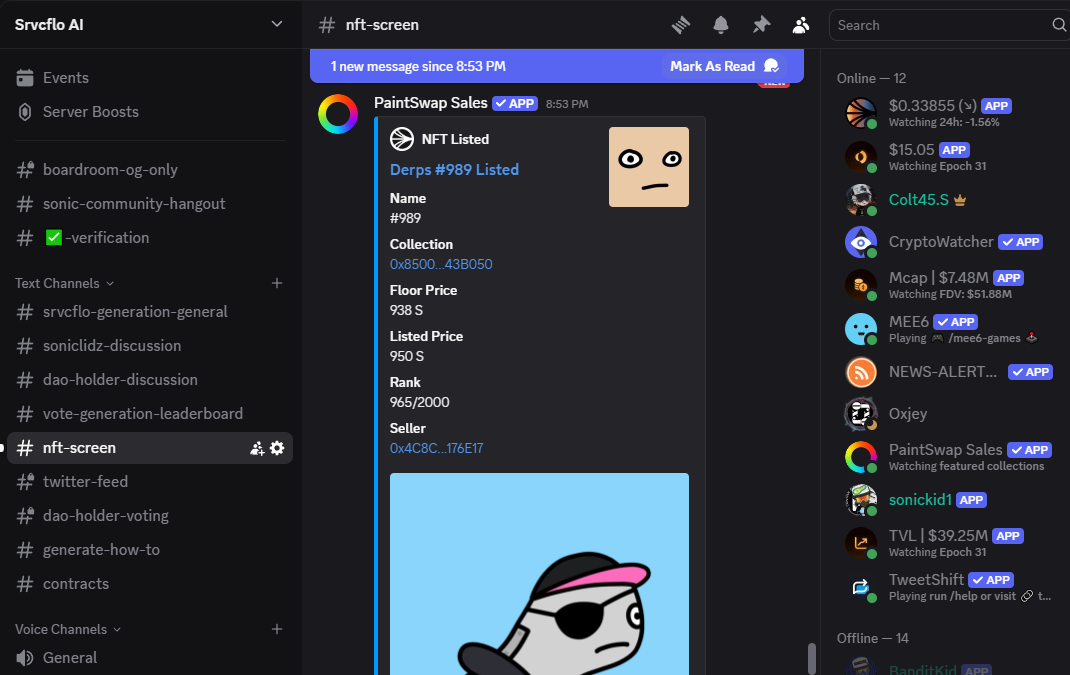 Srvcflo AI
Events
Server Boosts
boardroom-og-only
sonic-community-hangout
✅-verification
Text Channels
srvcflo-generation-general
soniclidz-discussion
dao-holder-discussion
vote-generation-leaderboard
nft-screen
twitter-feed
dao-holder-voting
generate-how-to
contracts
Voice Channels
General
nft-screen
1 new message since 8:53 PM
Mark As Read
NEW
PaintSwap Sales ✓ APP 8:53 PM
NFT Listed
Derps #989 Listed
Name
#989
Collection
0x8500...43B050
Floor Price
938 S
Listed Price
950 S
Rank
965/2000
Seller
0x4C8C...176E17
Search
Online — 12
$0.33855 (↘) APP
Watching 24h: -1.56%
$15.05 APP
Watching Epoch 31
Colt45.S
CryptoWatcher ✓ APP
Mcap | $7.48M APP
Watching FDV: $51.88M
MEE6 ✓ APP
Playing 🎮 /mee6-games 🕹️
NEWS-ALERT... ✓ APP
Oxjey
PaintSwap Sales ✓ APP
Watching featured collections
sonickid1 APP
TVL | $39.25M APP
Watching Epoch 31
TweetShift ✓ APP
Playing run /help or visit 🔗 t...
Offline — 14
BanditKid APP